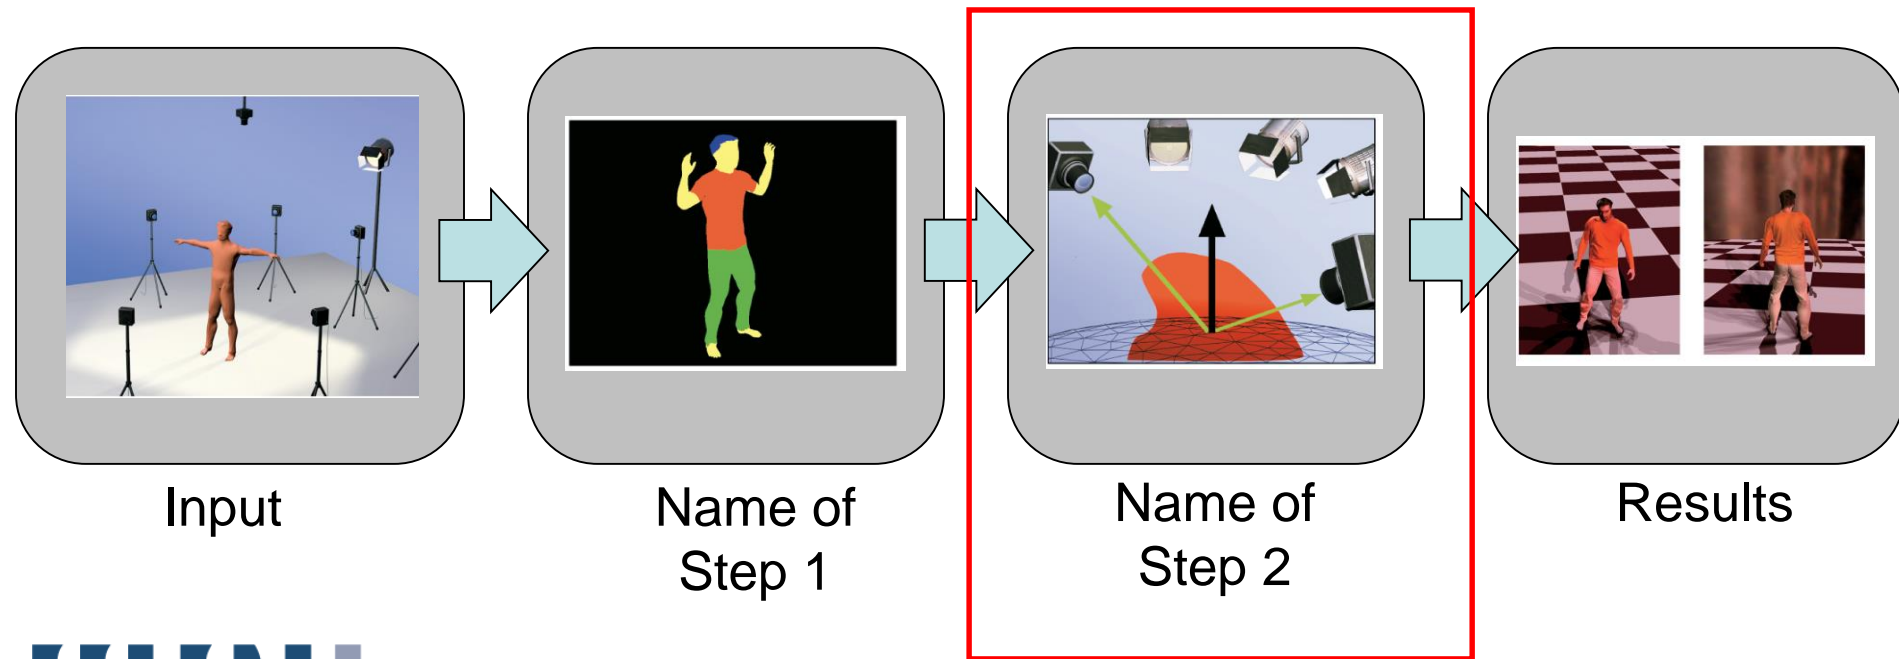 Input
Name of
Step 1
Name of
Step 2
Results